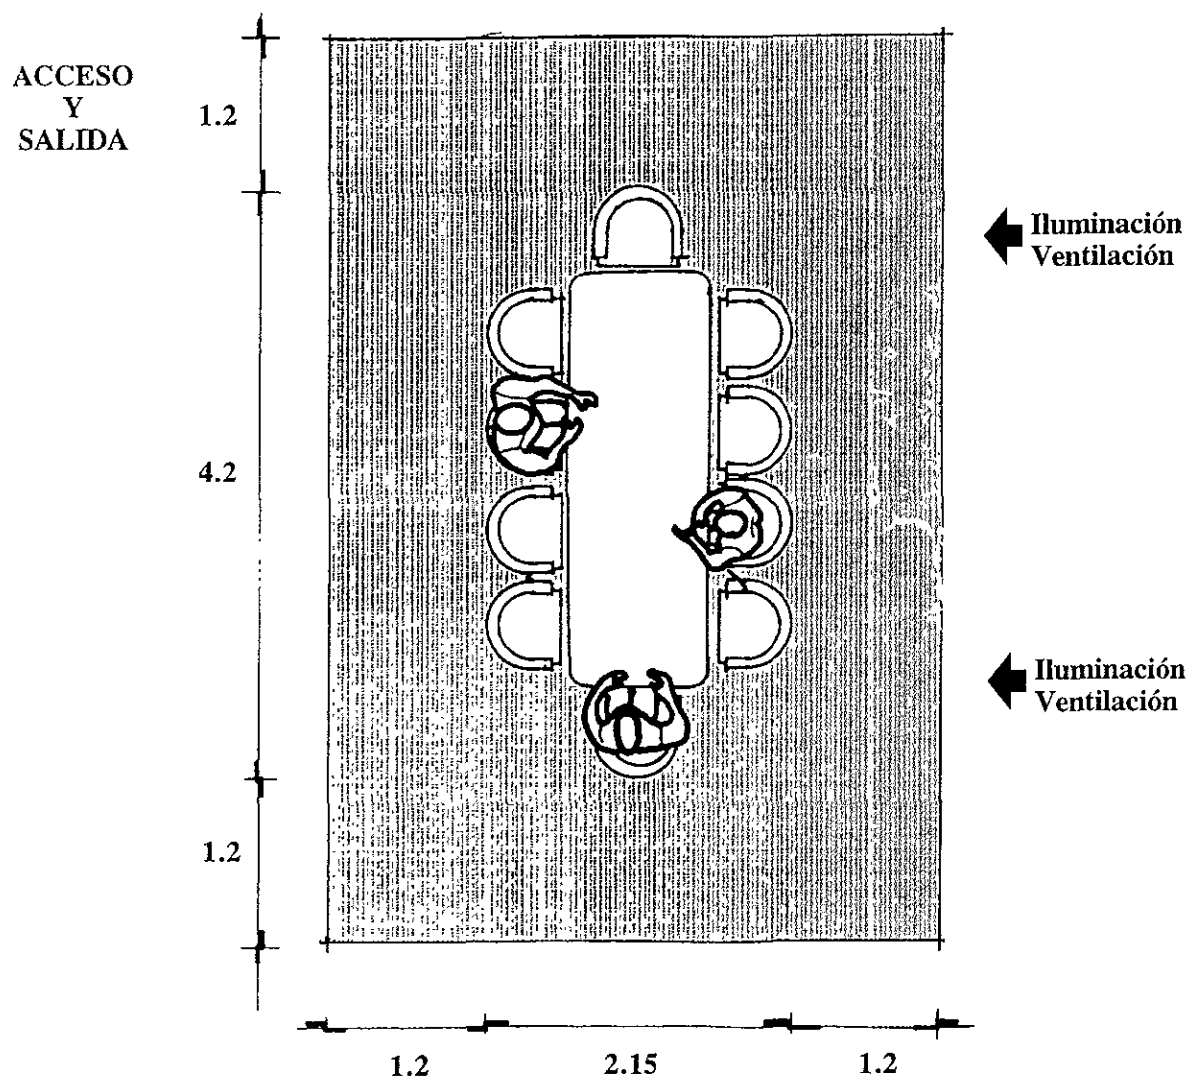 ACCESO
Y
SALIDA
1.2
Iluminación
Ventilación
4.2
Iluminación
Ventilación
1.2
1.2
2.15
1.2